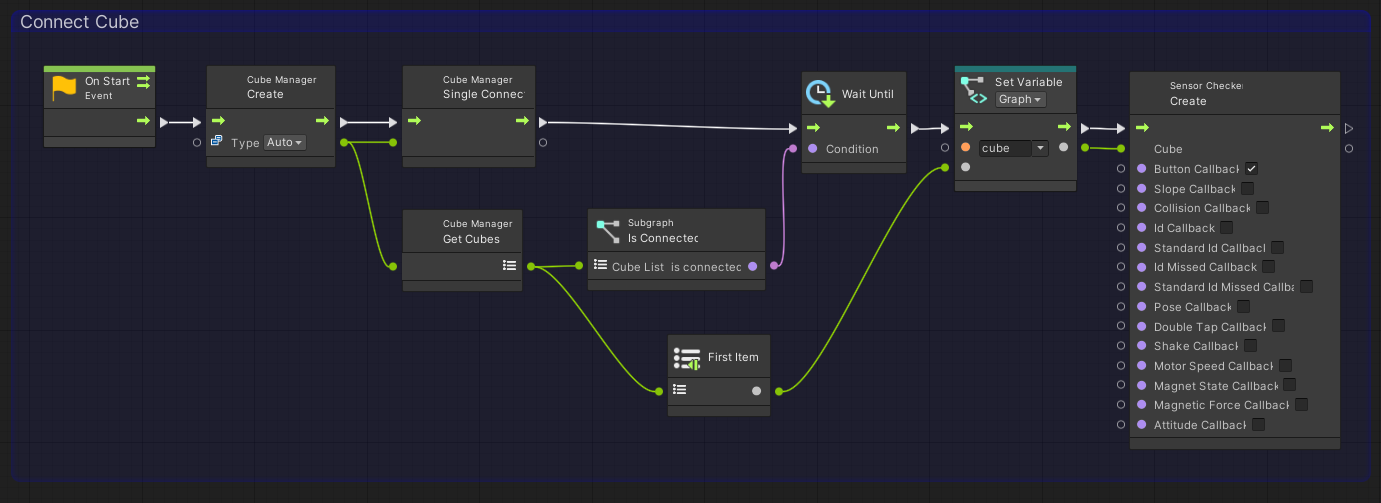 Connect Cube
On Start
Event
Cube Manager
Create
Type Auto
Cube Manager
Single Connec
Wait Until
Condition
Set Variable
Graph
cube
Sensor Checker
Create
Cube
Button Callback
Slope Callback
Collision Callback
Id Callback
Standard Id Callback
Id Missed Callback
Standard Id Missed Callba
Pose Callback
Double Tap Callback
Shake Callback
Motor Speed Callback
Magnet State Callback
Magnetic Force Callback
Attitude Callback
Cube Manager
Get Cubes
Subgraph
Is Connected
Cube List is connected
First Item